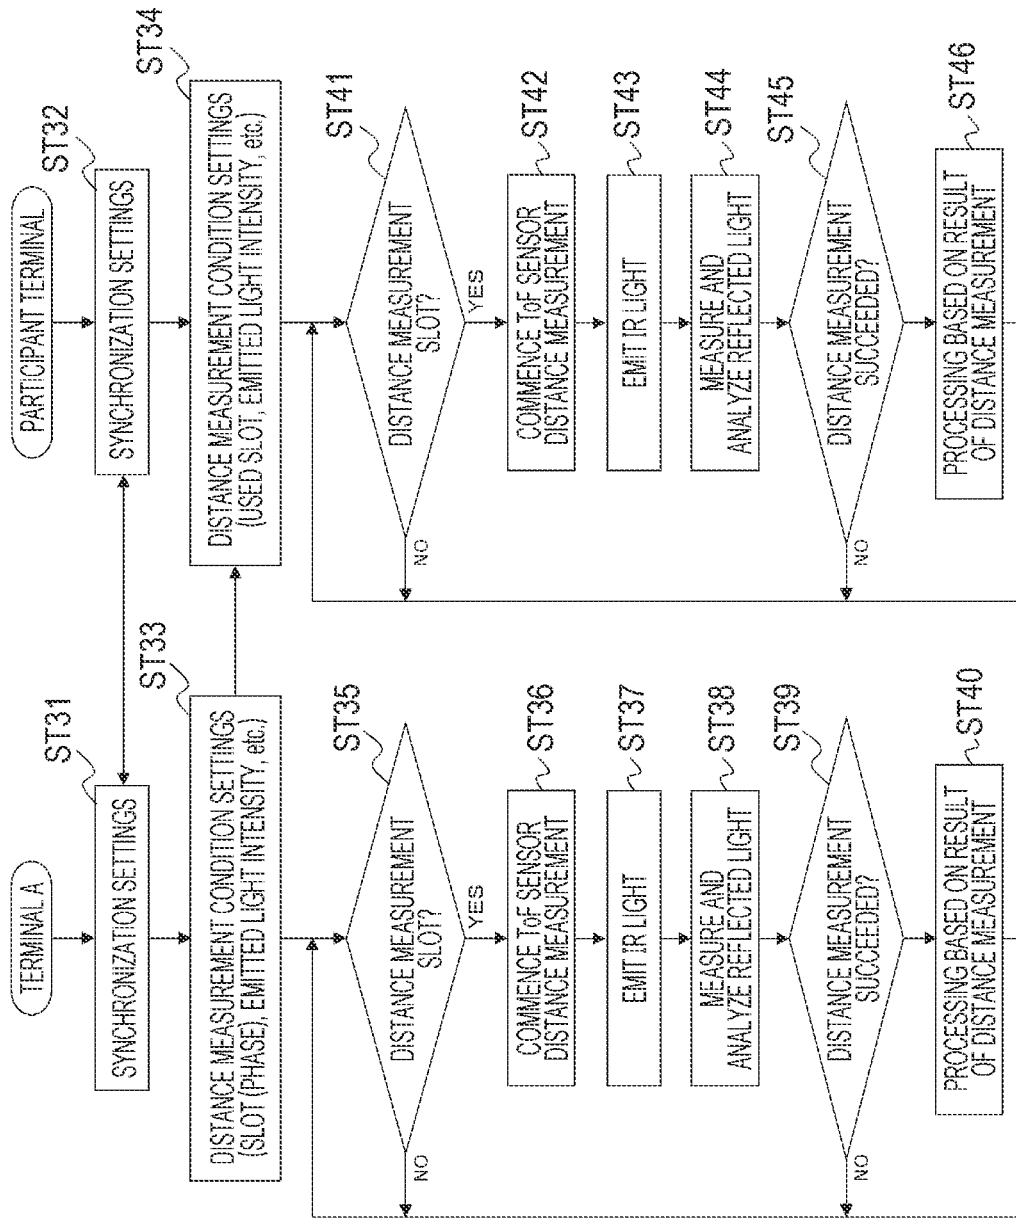 TERMINAL A
ST31
SYNCHRONIZATION SETTINGS
ST33
DISTANCE MEASUREMENT CONDITION SETTINGS
(SLOT (PHASE), EMITTED LIGHT INTENSITY, etc.)
ST35
DISTANCE MEASUREMENT
SLOT?
NO
YES
COMMENCE ToF SENSOR
DISTANCE MEASUREMENT
ST36
EMIT IR LIGHT
ST37
MEASURE AND
ANALYZE REFLECTED LIGHT
ST38
ST39
DISTANCE MEASUREMENT
SUCCEEDED?
NO
PROCESSING BASED ON RESULT
OF DISTANCE MEASUREMENT
ST40
PARTICIPANT TERMINAL
ST32
SYNCHRONIZATION SETTINGS
ST34
DISTANCE MEASUREMENT CONDITION SETTINGS
(USED SLOT, EMITTED LIGHT INTENSITY, etc.)
ST41
DISTANCE MEASUREMENT
SLOT?
NO
YES
COMMENCE ToF SENSOR
DISTANCE MEASUREMENT
ST42
EMIT IR LIGHT
ST43
MEASURE AND
ANALYZE REFLECTED LIGHT
ST44
ST45
DISTANCE MEASUREMENT
SUCCEEDED?
NO
PROCESSING BASED ON RESULT
OF DISTANCE MEASUREMENT
ST46